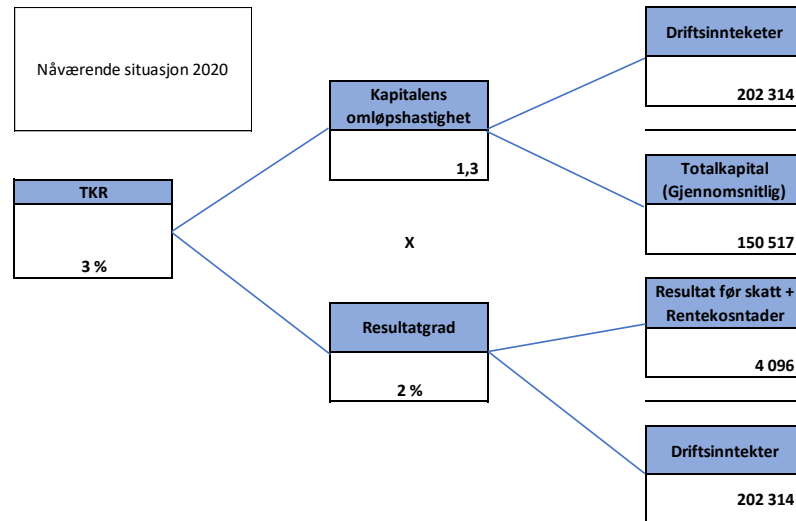 Nåværende situasjon 2020
TKR
3 %
Kapitalens
omløpshastighet
1,3
X
Resultatgrad
2 %
Driftsinnteketer
202 314
Totalkapital
(Gjennomsnitlig)
150 517
Resultat før skatt +
Rentekosntader
4 096
Driftsinntekter
202 314